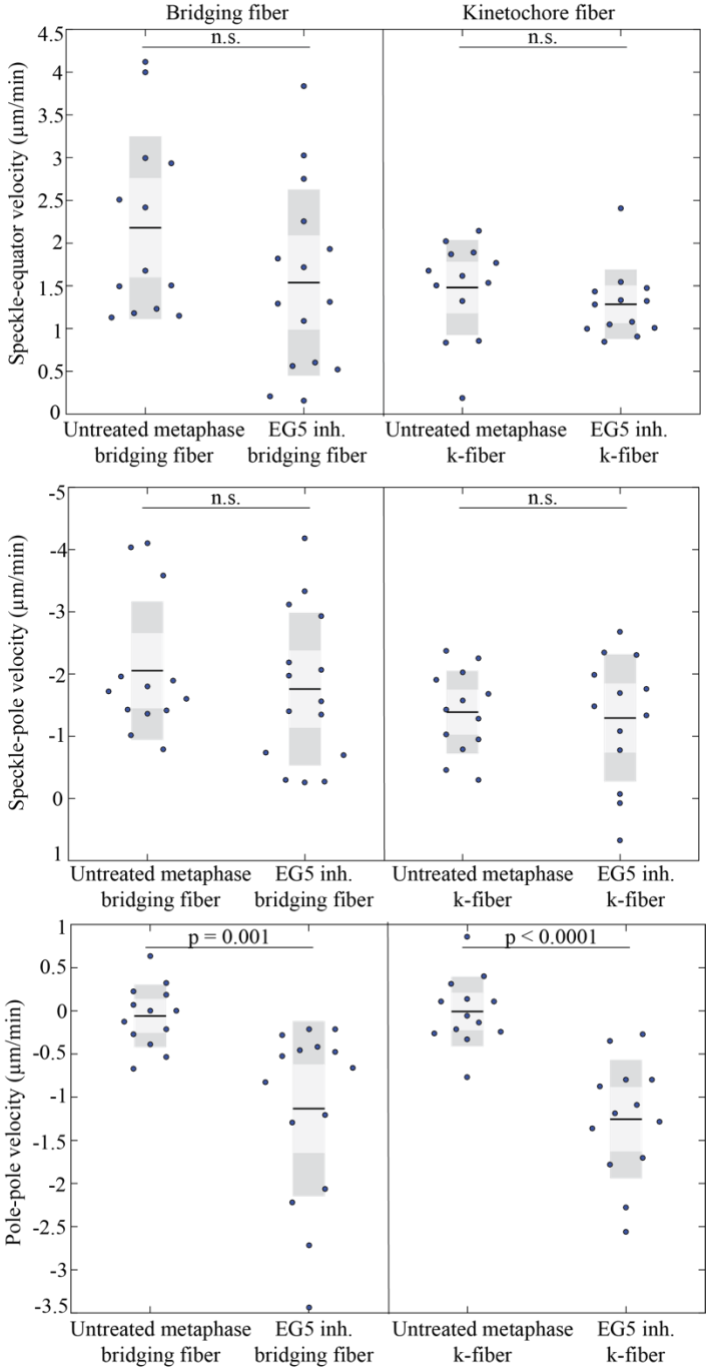 Bridging fiber Kinetochore fiber
4.5 n.s. n.s.
4
3.5
3
2.5
2
1.5
1
0.5
0
Speckle-equator velocity (μm/min)
Untreated metaphase EG5 inh. Untreated metaphase EG5 inh.
bridging fiber bridging fiber k-fiber k-fiber
-5
n.s. n.s.
-4
-3
-2
-1
0
1
Speckle-pole velocity (μm/min)
Untreated metaphase EG5 inh. Untreated metaphase EG5 inh.
bridging fiber bridging fiber k-fiber k-fiber
1
p = 0.001 p < 0.0001
0.5
0
-0.5
-1
-1.5
-2
-2.5
-3
-3.5
Pole-pole velocity (μm/min)
Untreated metaphase EG5 inh. Untreated metaphase EG5 inh.
bridging fiber bridging fiber k-fiber k-fiber